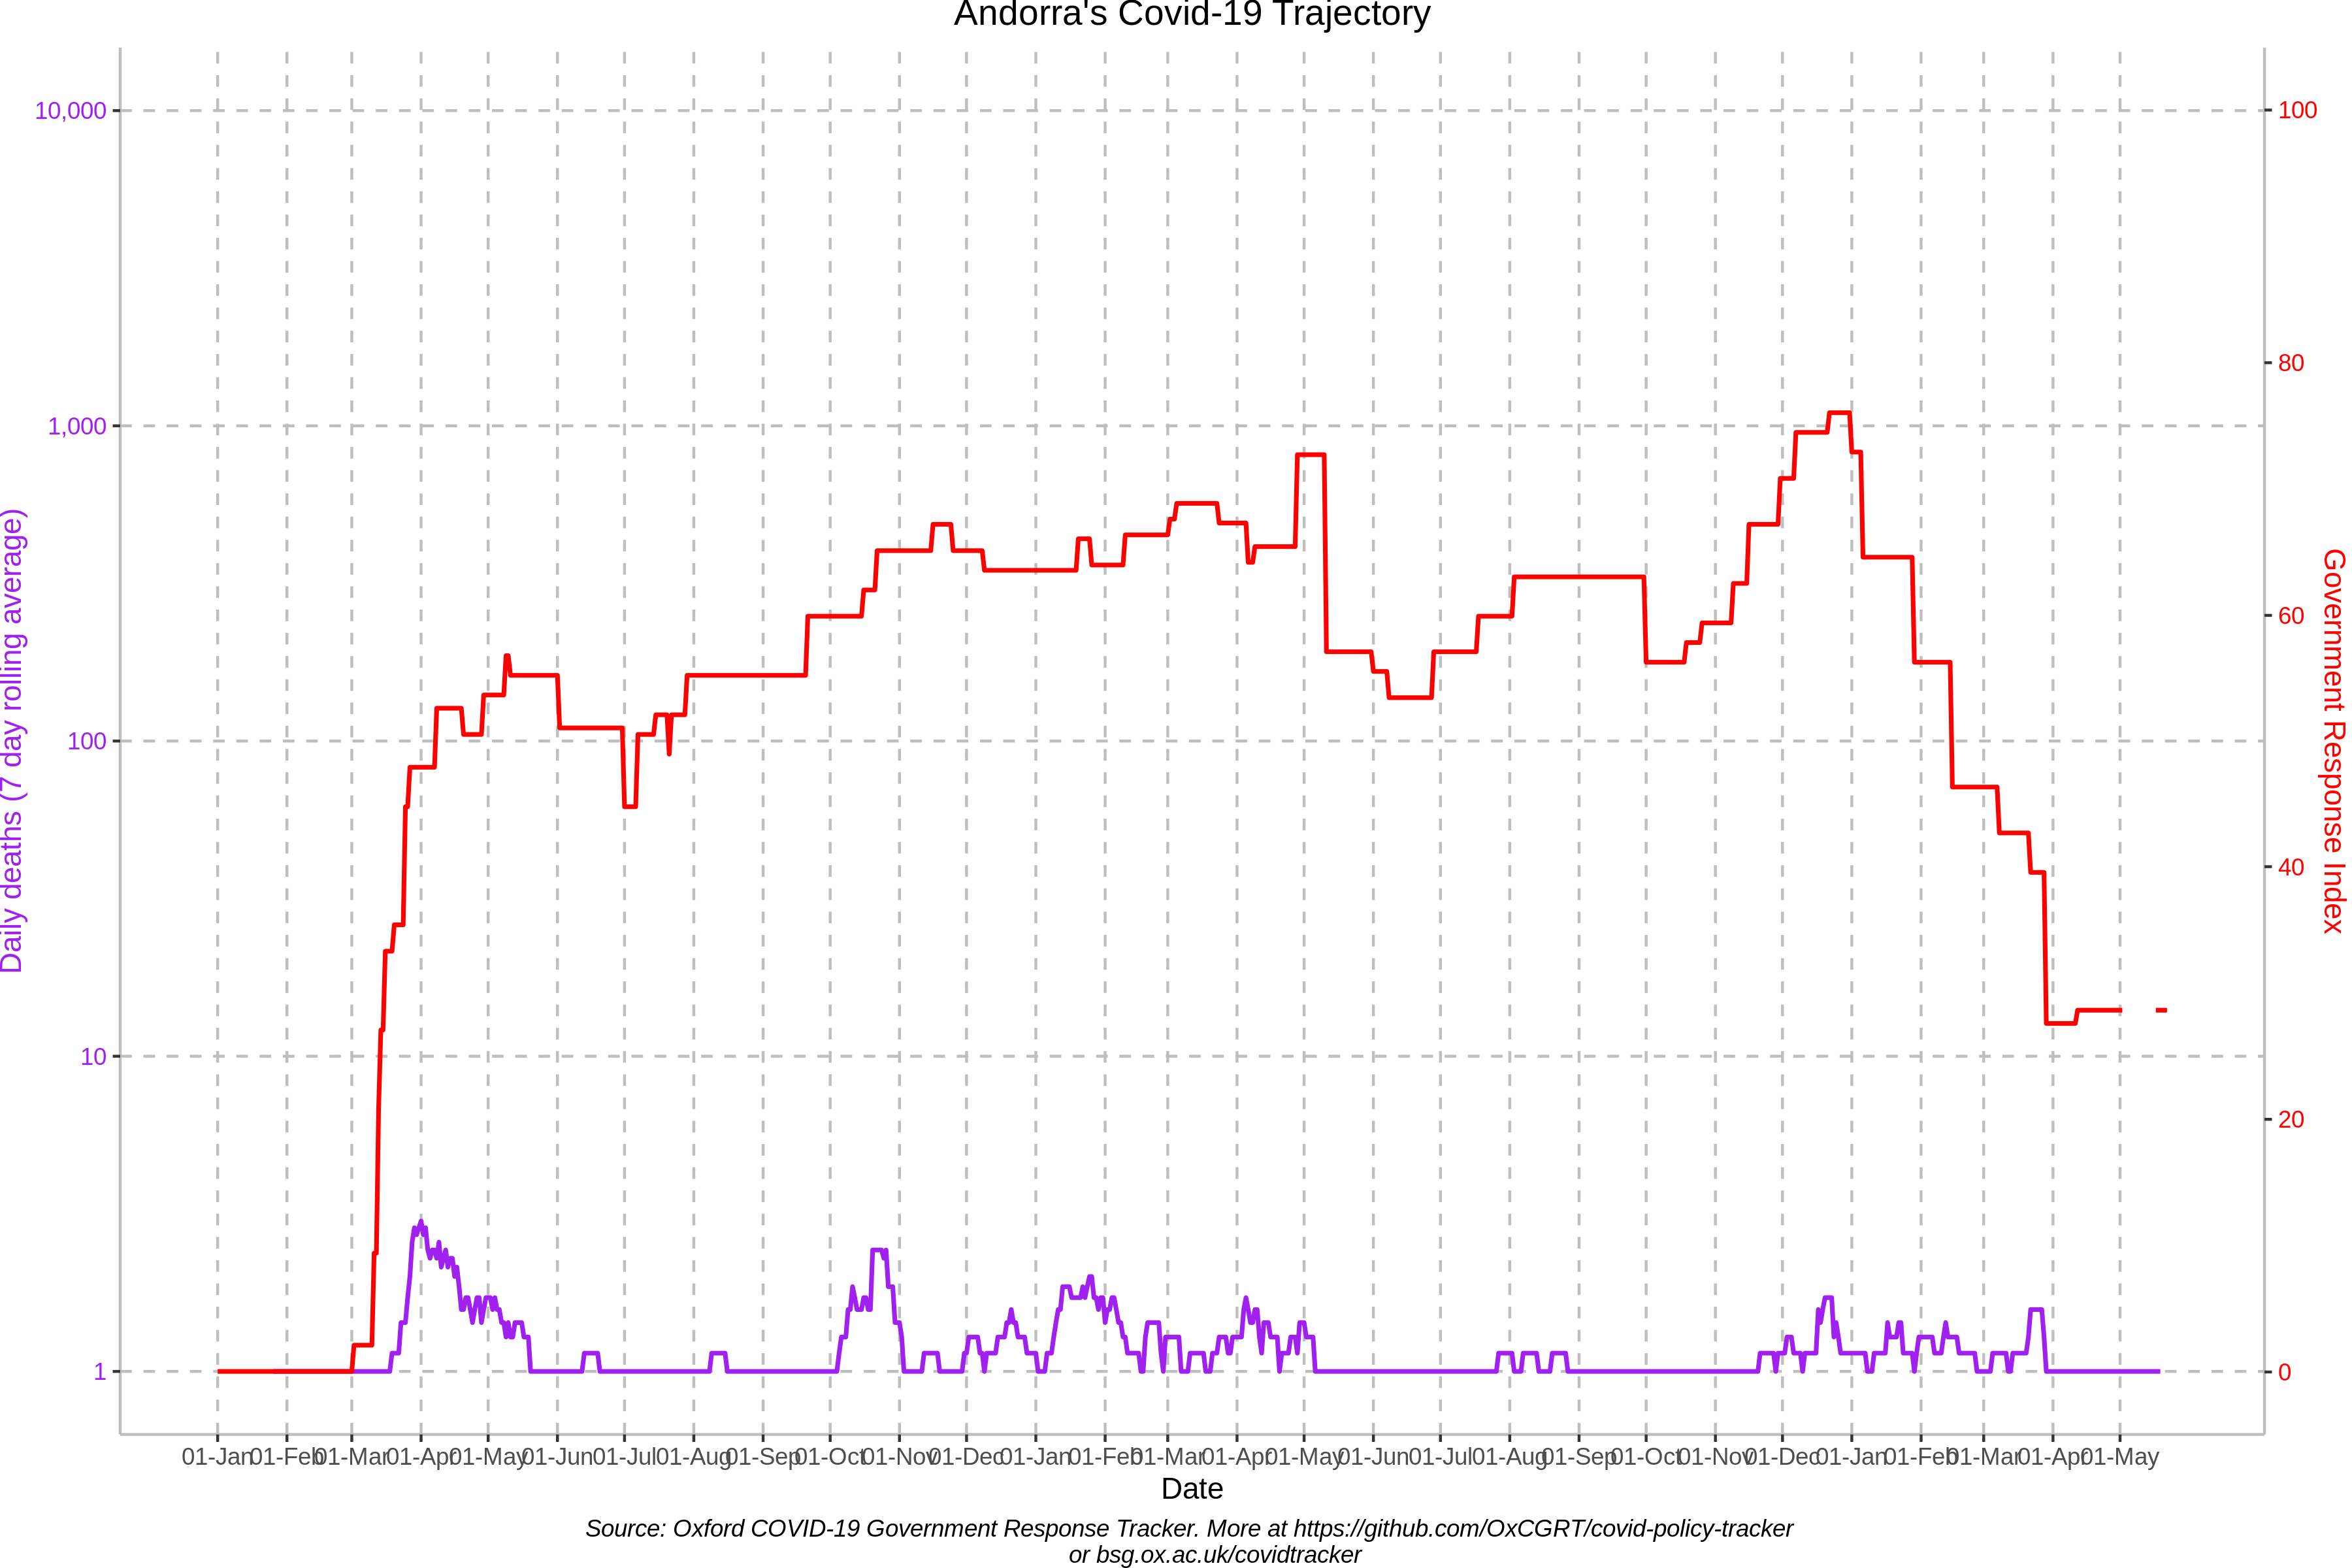 Andorra's Covid-19 Trajectory
10,000
1,000
100
10
1
Daily deaths (7 day rolling average)
100
80
60
40
20
0
Government Response Index
01-Jan 01-Feb 01-Mar 01-Apr 01-May 01-Jun 01-Jul 01-Aug 01-Sep 01-Oct 01-Nov 01-Dec 01-Jan 01-Feb 01-Mar 01-Apr 01-May 01-Jun 01-Jul 01-Aug 01-Sep 01-Oct 01-Nov 01-Dec 01-Jan 01-Feb 01-Mar 01-Apr 01-May
Date
Source: Oxford COVID-19 Government Response Tracker. More at https://github.com/OxCGRT/covid-policy-tracker
or bsg.ox.ac.uk/covidtracker